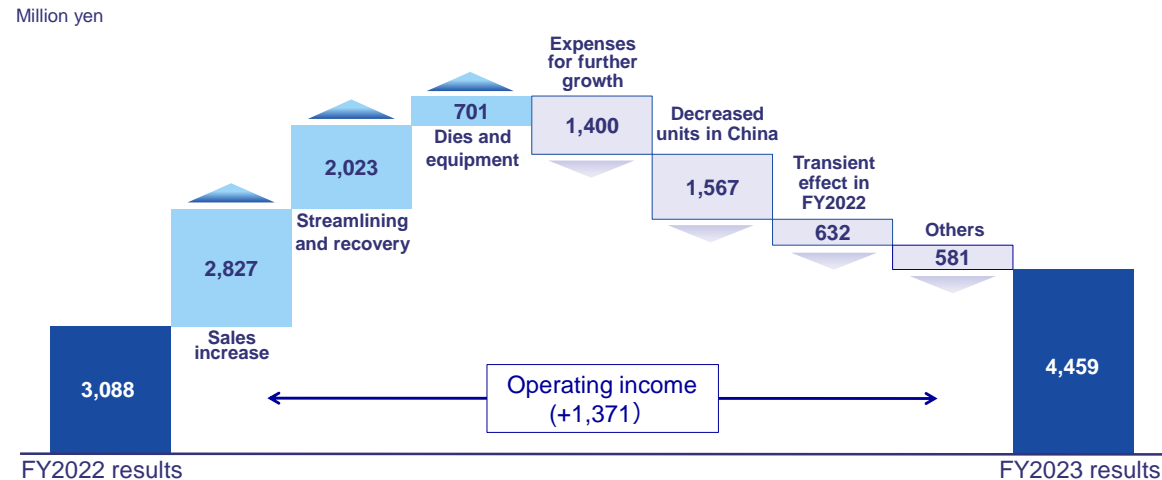 Million yen
Expenses
for further
growth
1,400
701
Dies and
equipment
Decreased
units in China
1,567
2,023
Streamlining
and recovery
Transient
effect in
FY2022
632
Others
581
2,827
Sales
increase
3,088
Operating income
(+1,371）
4,459
FY2022 results
FY2023 results